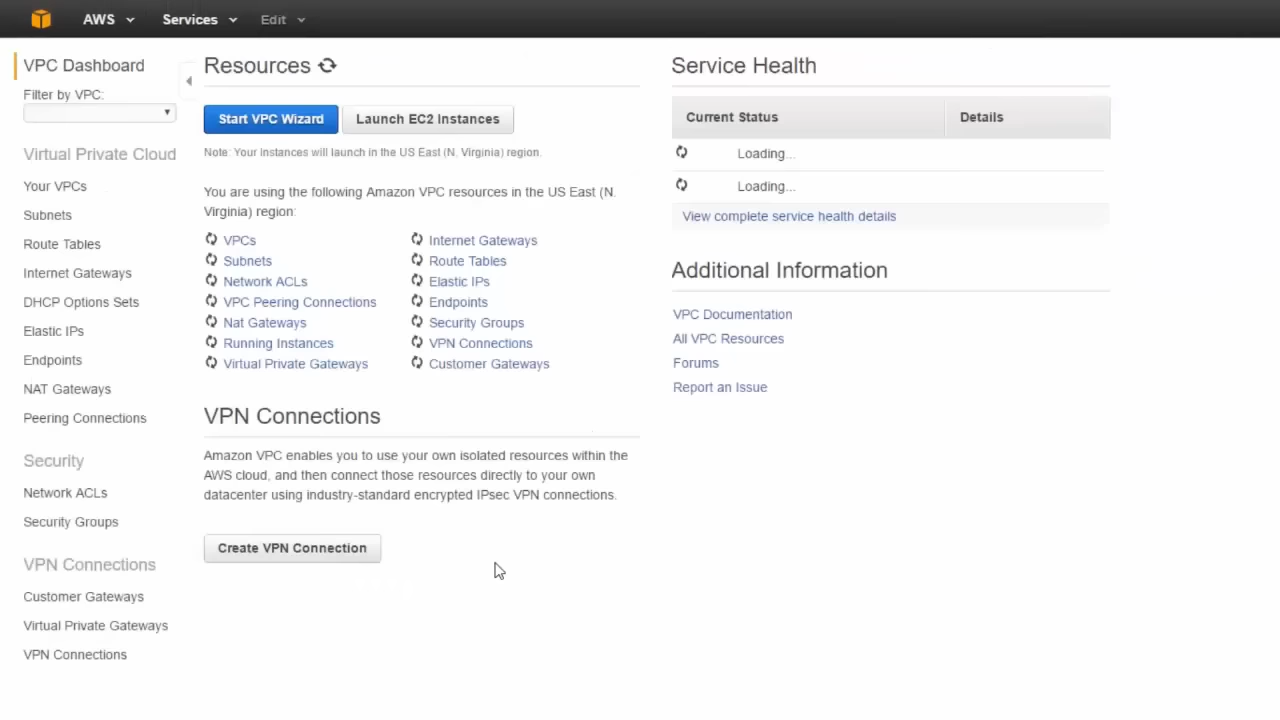 AWS
Services
Edit
VPC Dashboard
Filter by VPC:
Virtual Private Cloud
Your VPCs
Subnets
Route Tables
Internet Gateways
DHCP Options Sets
Elastic IPs
Endpoints
NAT Gateways
Peering Connections
Security
Network ACLs
Security Groups
VPN Connections
Customer Gateways
Virtual Private Gateways
VPN Connections
Resources
Start VPC Wizard
Launch EC2 Instances
Note: Your Instances will launch in the US East (N. Virginia) region.
You are using the following Amazon VPC resources in the US East (N.
Virginia) region:
VPCs
Internet Gateways
Subnets
Route Tables
Network ACLs
Elastic IPs
VPC Peering Connections
Endpoints
Nat Gateways
Security Groups
Running Instances
VPN Connections
Virtual Private Gateways
Customer Gateways
VPN Connections
Amazon VPC enables you to use your own isolated resources within the
AWS cloud, and then connect those resources directly to your own
datacenter using industry-standard encrypted IPsec VPN connections.
Create VPN Connection
Service Health
Current Status
Details
Loading...
Loading...
View complete service health details
Additional Information
VPC Documentation
All VPC Resources
Forums
Report an Issue